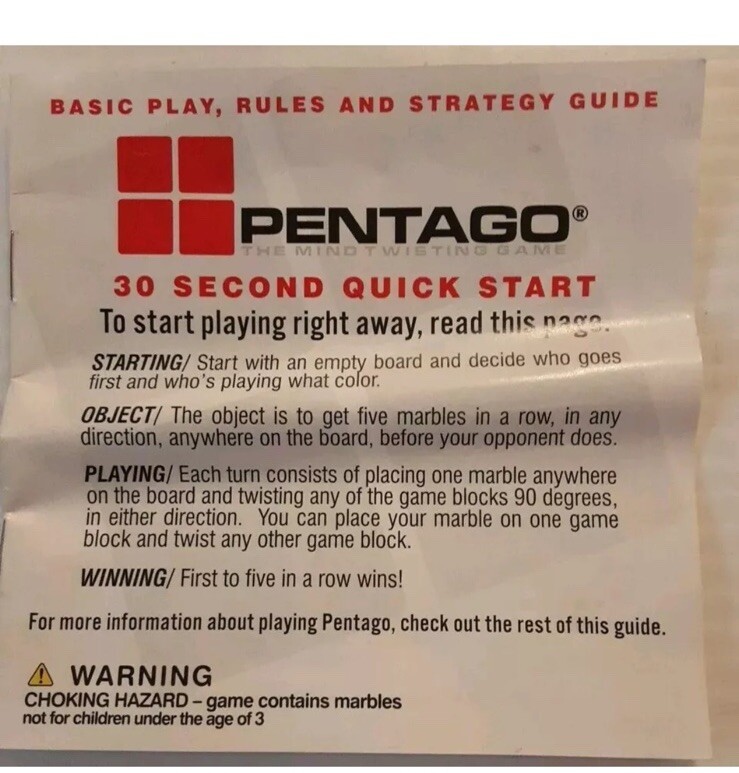 BASIC PLAY, RULES AND STRATEGY GUIDE
PENTAGO®
THE MIND TWISTING GAME
30 SECOND QUICK START
To start playing right away, read this page.
STARTING/ Start with an empty board and decide who goes
first and who's playing what color.
OBJECT/ The object is to get five marbles in a row, in any
direction, anywhere on the board, before your opponent does.
PLAYING/ Each turn consists of placing one marble anywhere
on the board and twisting any of the game blocks 90 degrees,
in either direction. You can place your marble on one game
block and twist any other game block.
WINNING/ First to five in a row wins!
For more information about playing Pentago, check out the rest of this guide.
WARNING
CHOKING HAZARD – game contains marbles
not for children under the age of 3